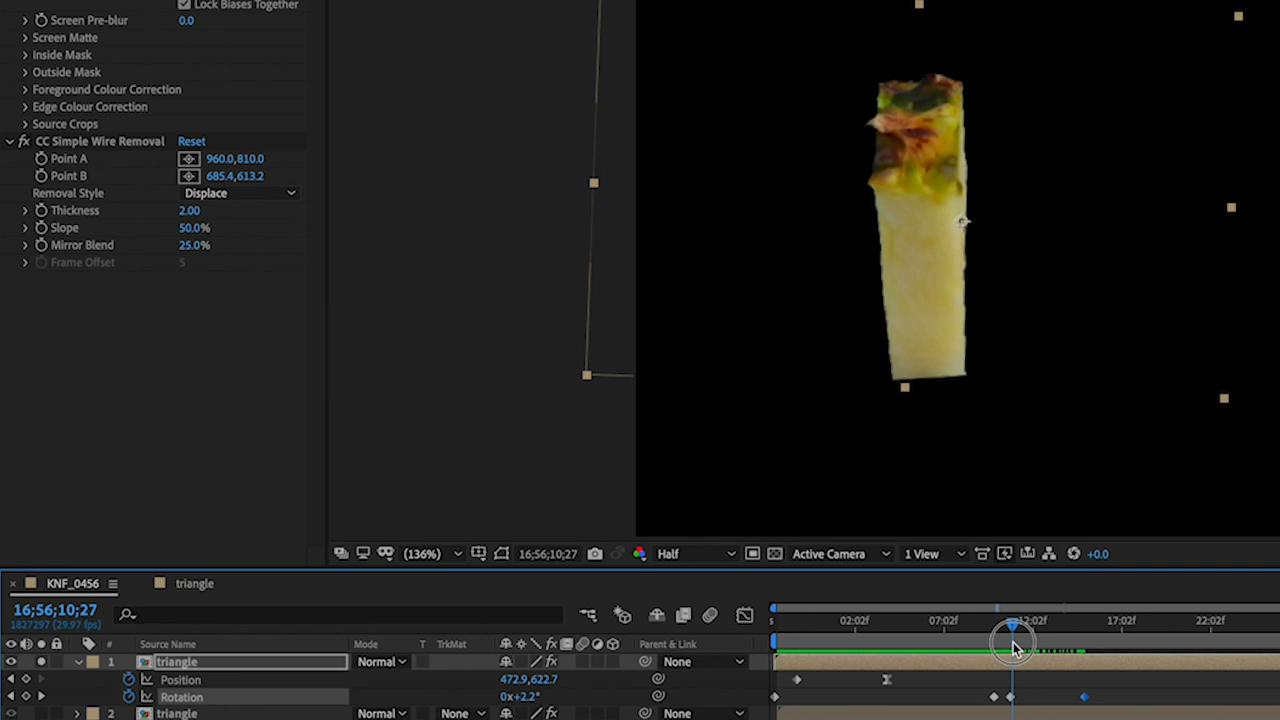 Lock Biases Together
Screen Pre-blur 0.0
Screen Matte
Inside Mask
Outside Mask
Foreground Colour Correction
Edge Colour Correction
Source Crops
fx CC Simple Wire Removal Reset
Point A 960.0,810.0
Point B 685.4,613.2
Removal Style Displace
Thickness 2.00
Slope 50.0%
Mirror Blend 25.0%
Frame Offset 5
(136%) 16;56;10;27 Half Active Camera 1 View +0.0
× KNF_0456 triangle
16;56;10;27
1827297 (29.97 fps)
s 02:02f 07:02f 12:02f 17:02f 22:02f
# Source Name Mode T TrkMat fx Parent & Link
1 triangle Normal fx None
Position 472.9,622.7
Rotation 0x+2.2°
2 triangle Normal None fx None